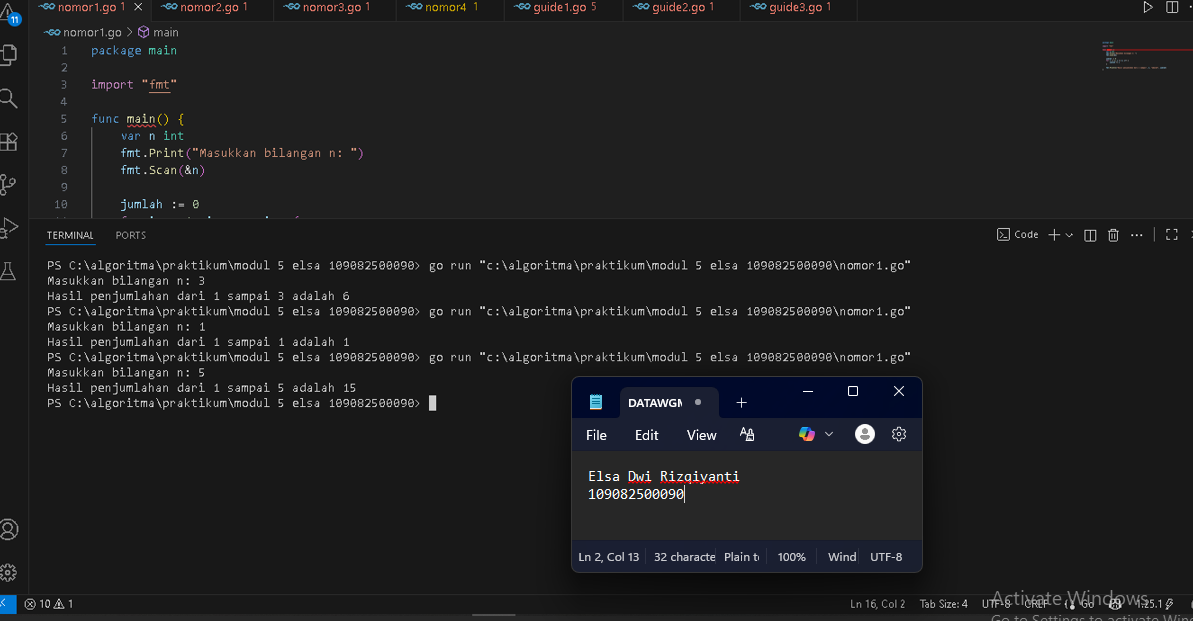 11
nomor1.go 1
nomor2.go 1
nomor3.go 1
nomor4 1
guide1.go 5
guide2.go 1
guide3.go 1
nomor1.go > main
1 package main
2
3 import "fmt"
4
5 func main() {
6 var n int
7 fmt.Print("Masukkan bilangan n: ")
8 fmt.Scan(&n)
9
10 jumlah := 0
TERMINAL PORTS
Code
PS C:\algoritma\praktikum\modul 5 elsa 109082500090> go run "c:\algoritma\praktikum\modul 5 elsa 109082500090\nomor1.go"
Masukkan bilangan n: 3
Hasil penjumlahan dari 1 sampai 3 adalah 6
PS C:\algoritma\praktikum\modul 5 elsa 109082500090> go run "c:\algoritma\praktikum\modul 5 elsa 109082500090\nomor1.go"
Masukkan bilangan n: 1
Hasil penjumlahan dari 1 sampai 1 adalah 1
PS C:\algoritma\praktikum\modul 5 elsa 109082500090> go run "c:\algoritma\praktikum\modul 5 elsa 109082500090\nomor1.go"
Masukkan bilangan n: 5
Hasil penjumlahan dari 1 sampai 5 adalah 15
PS C:\algoritma\praktikum\modul 5 elsa 109082500090>
DATAWGM
File Edit View
Elsa Dwi Rizqiyanti
109082500090
Ln 2, Col 13 32 characte Plain t 100% Wind UTF-8
10 1
Ln 16, Col 2 Tab Size: 4 UTF-8 CRLF Go 1.25.1
Activate Windows
Go to Settings to activate Win